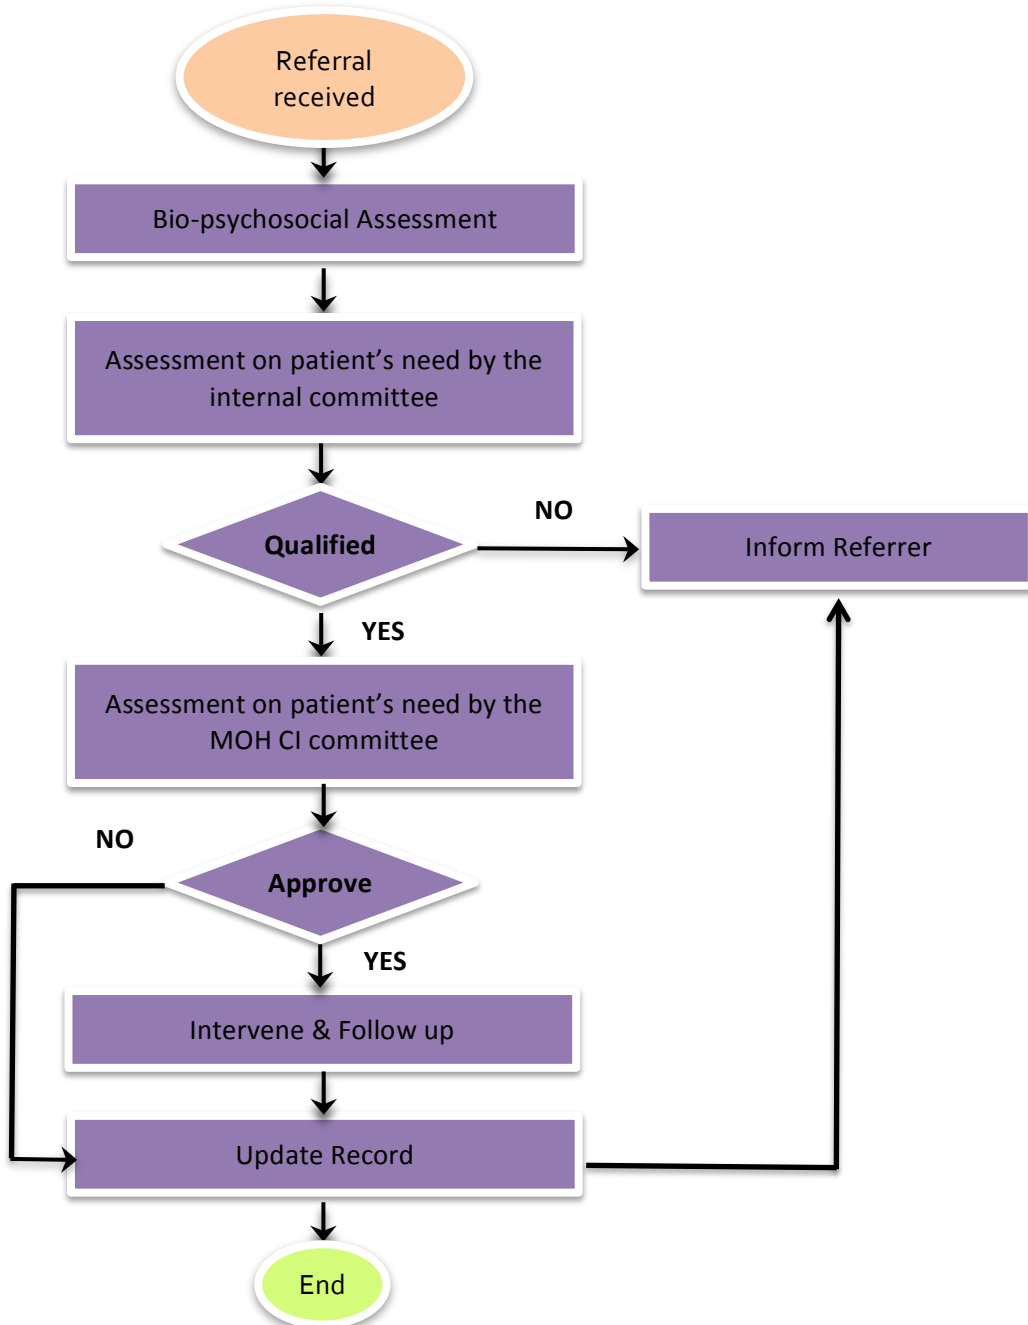 Referral
received
Bio-psychosocial Assessment
Assessment on patient’s need by the
internal committee
Qualified
NO
Inform Referrer
YES
Assessment on patient’s need by the
MOH CI committee
NO
Approve
YES
Intervene & Follow up
Update Record
End